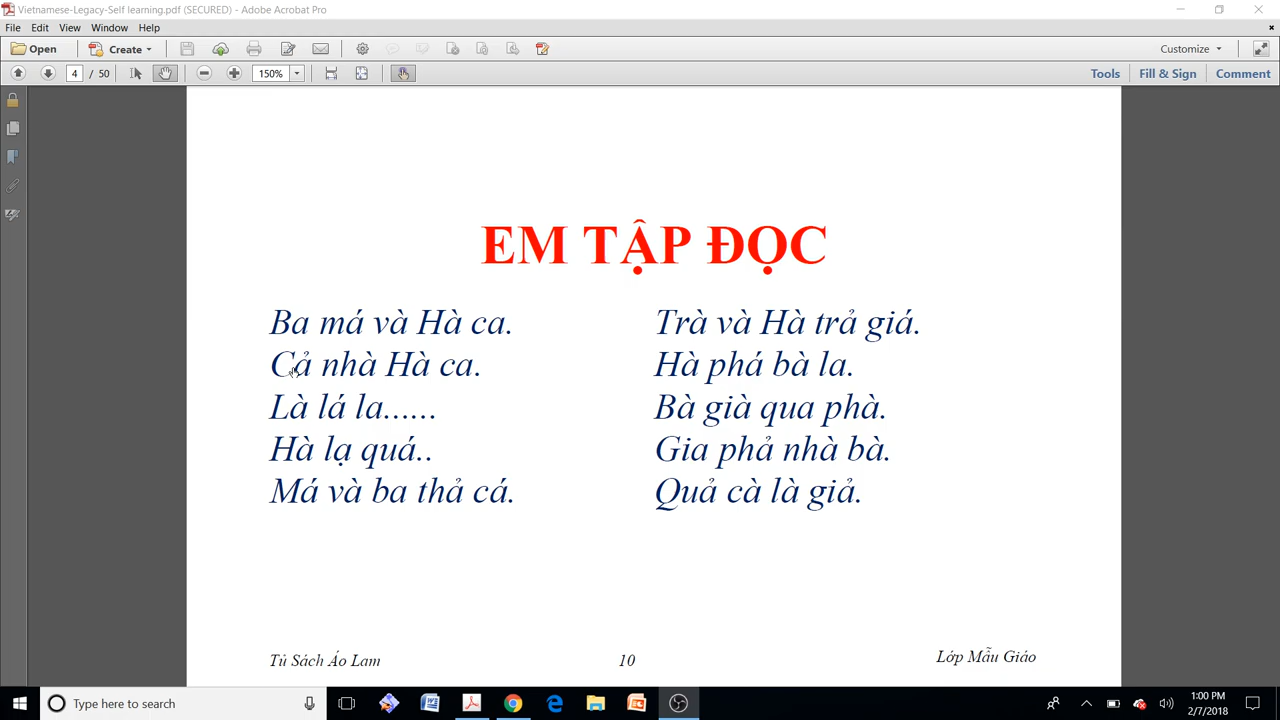 Vietnamese-Legacy-Self learning.pdf (SECURED) - Adobe Acrobat Pro
File Edit View Window Help
Open Create Customize
4 / 50 150% Tools Fill & Sign Comment
EM TẬP ĐỌC
Ba má và Hà ca.
Cả nhà Hà ca.
Là lá la......
Hà lạ quá..
Má và ba thả cá.
Trà và Hà trả giá.
Hà phá bà la.
Bà già qua phà.
Gia phả nhà bà.
Quả cà là giả.
Tủ Sách Áo Lam 10 Lớp Mẫu Giáo
Type here to search
1:00 PM
2/7/2018